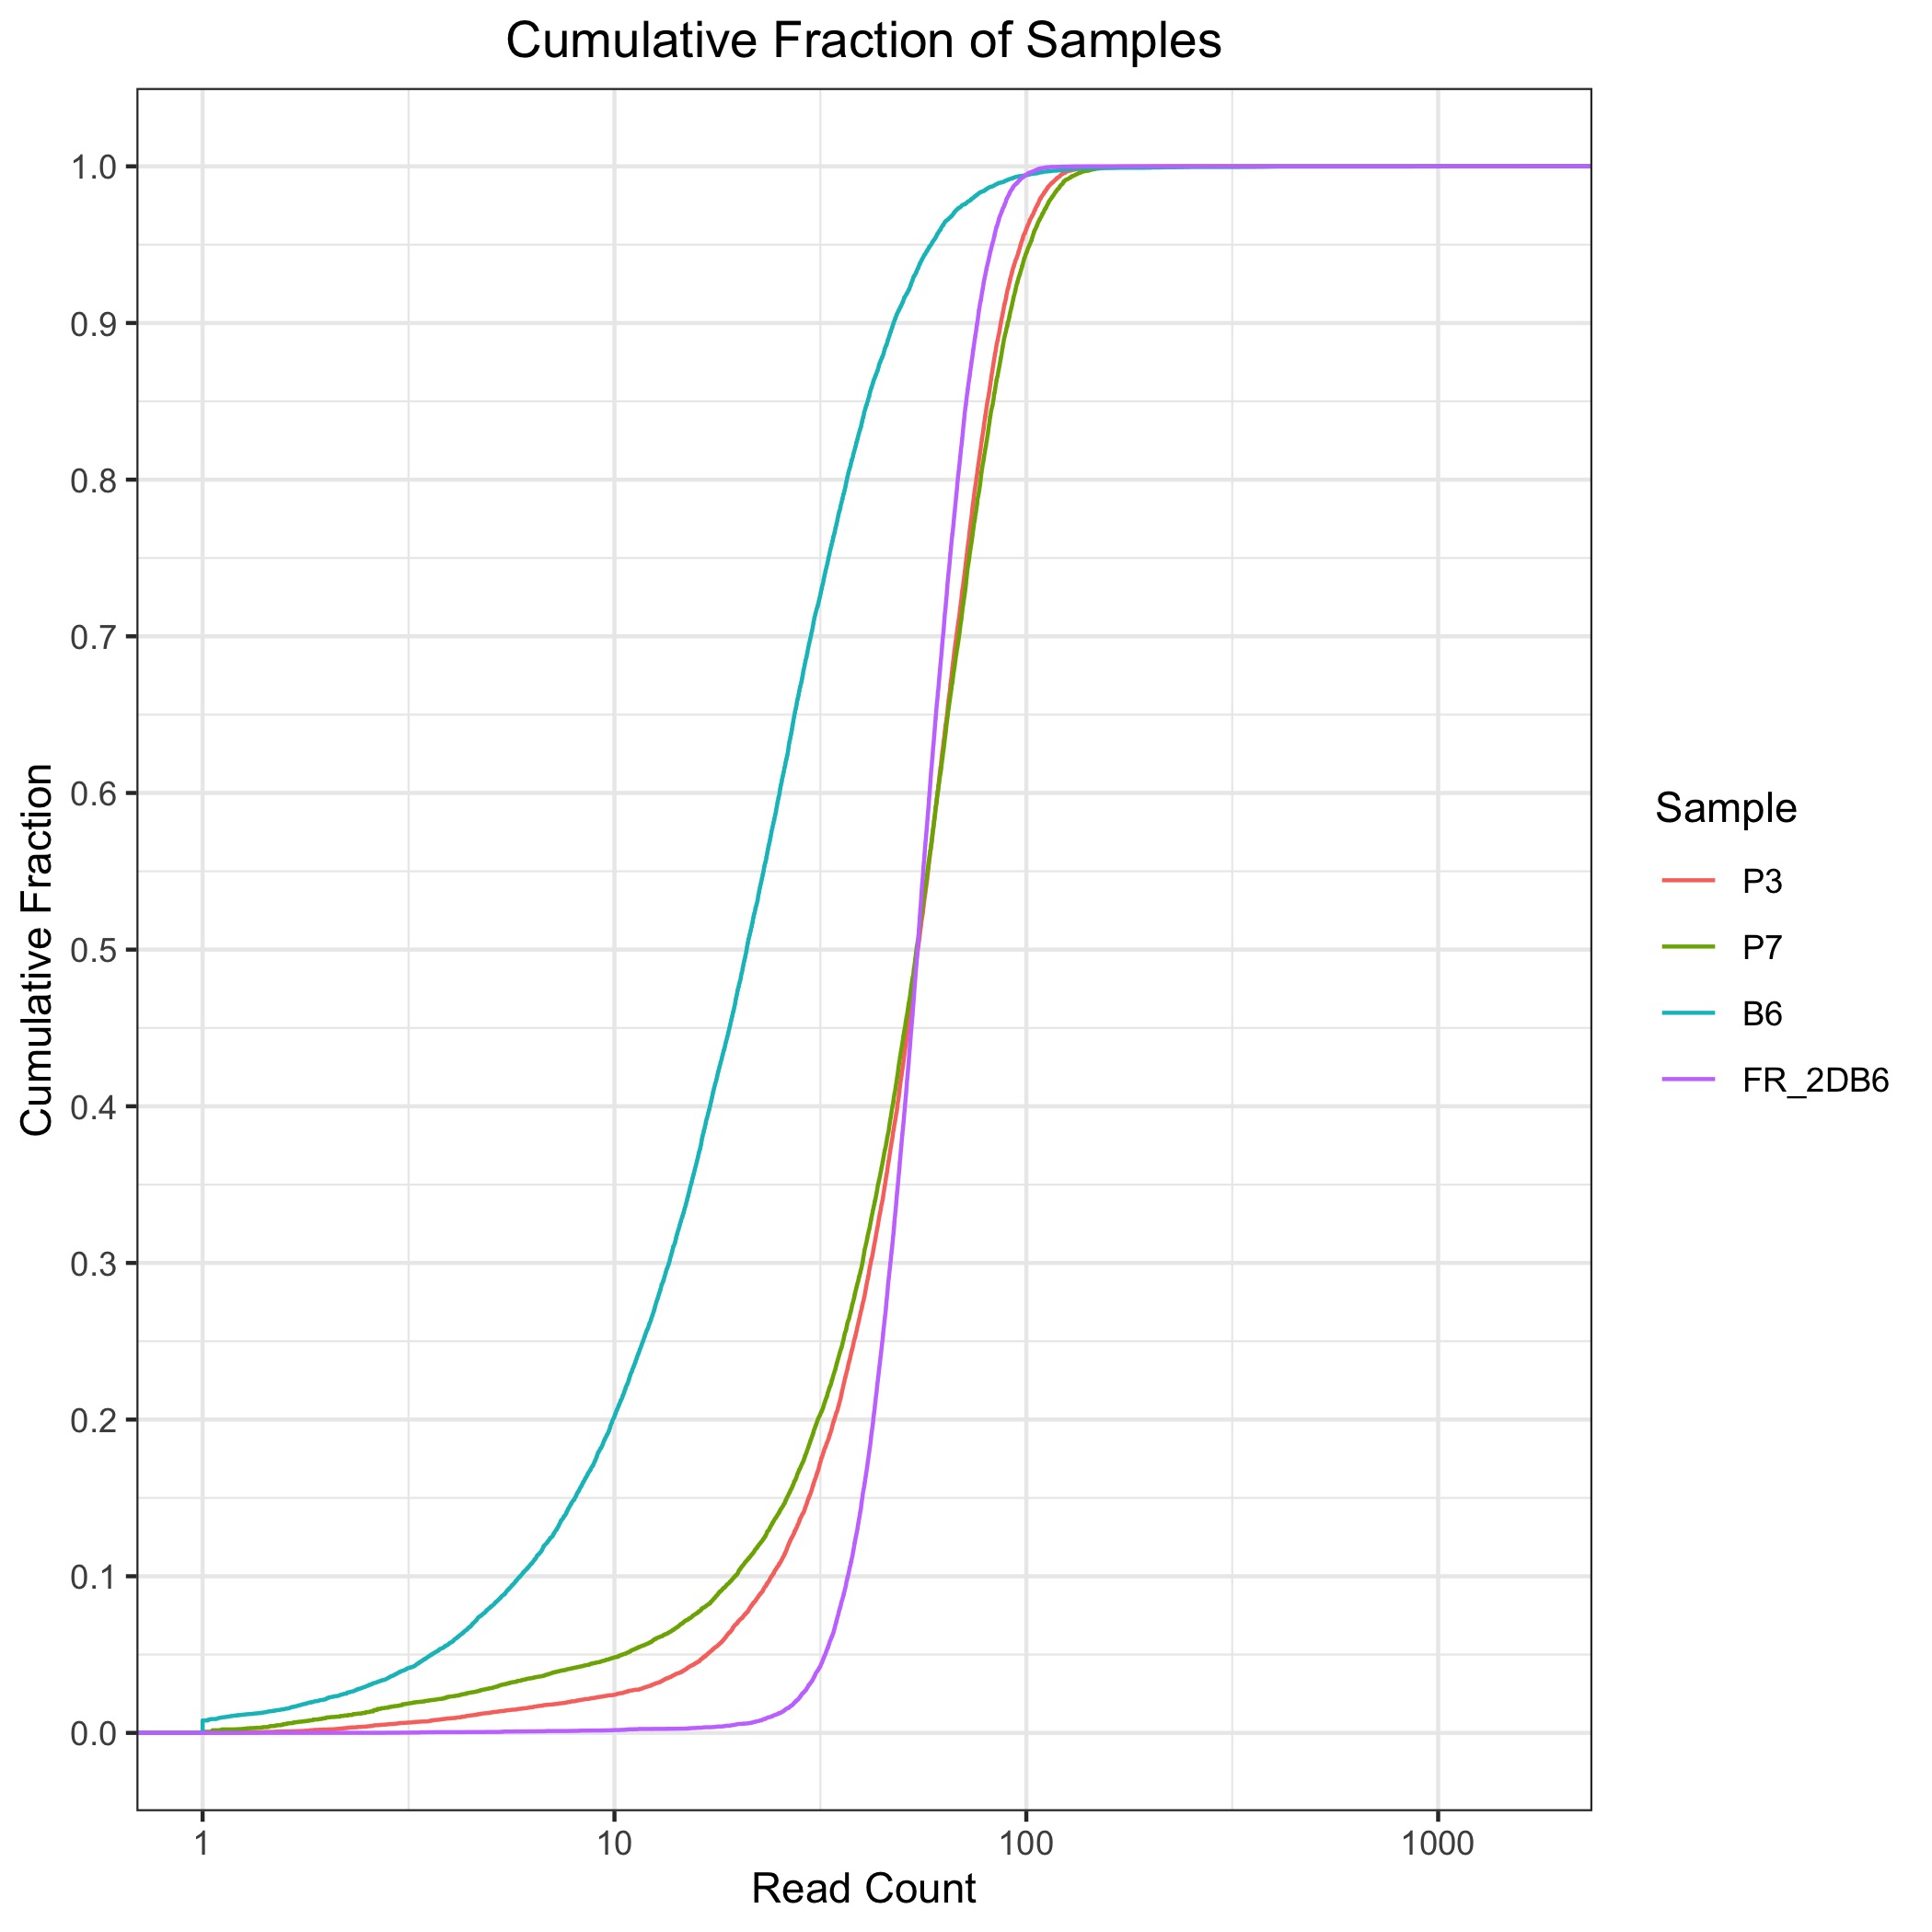 Cumulative Fraction of Samples
Cumulative Fraction
1.0
0.9
0.8
0.7
0.6
0.5
0.4
0.3
0.2
0.1
0.0
1 10 100 1000
Read Count
Sample
P3
P7
B6
FR_2DB6